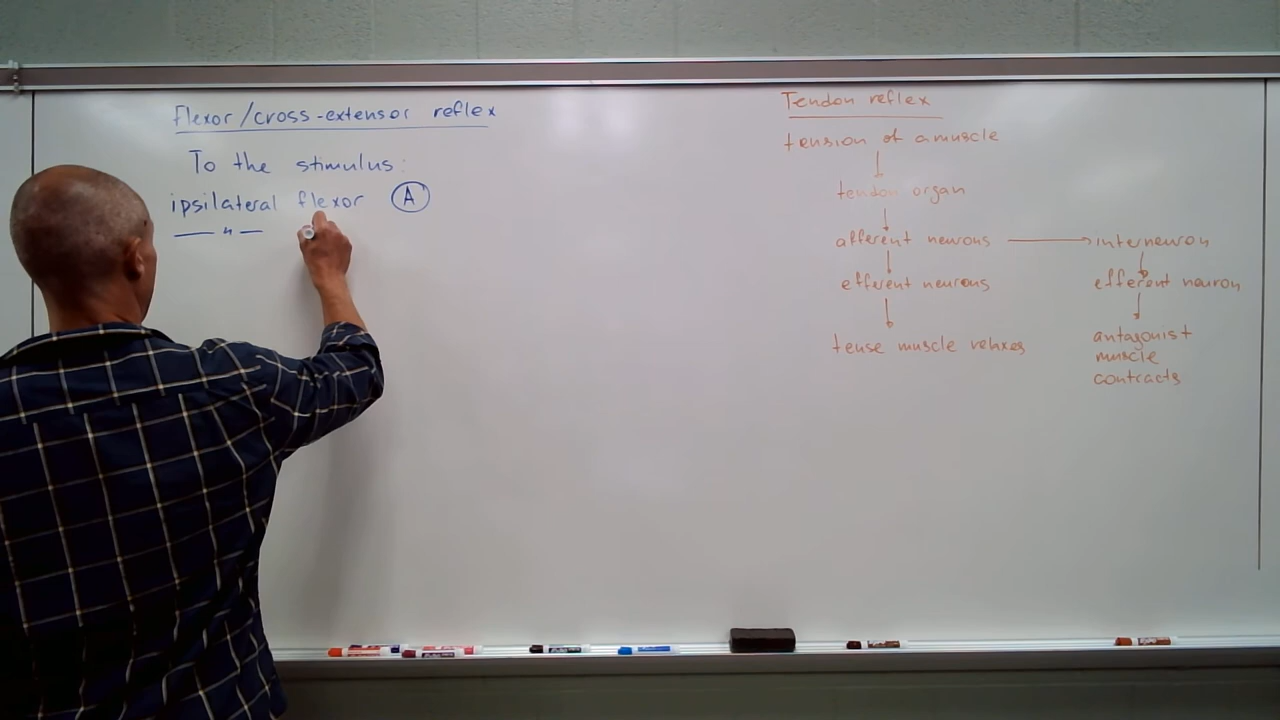 Flexor/cross-extensor reflex
To the stimulus:
ipsilateral flexor A
— " —
Tendon reflex
tension of a muscle
tendon organ
afferent neurons → interneuron
efferent neurons
efferent neuron
tense muscle relaxes
antagonist
muscle
contracts